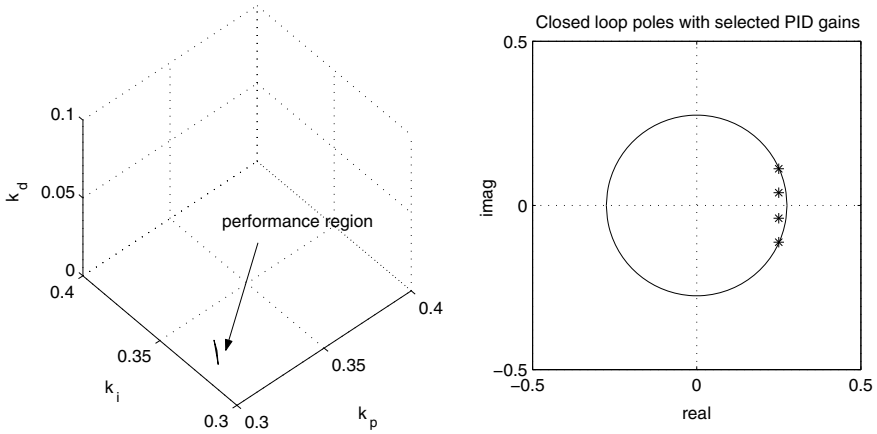 0.1
0.05
0
k_d
0.4
0.35
0.3
k_i
0.3
0.35
0.4
k_p
performance region
Closed loop poles with selected PID gains
0.5
0
−0.5
imag
−0.5
0
0.5
real